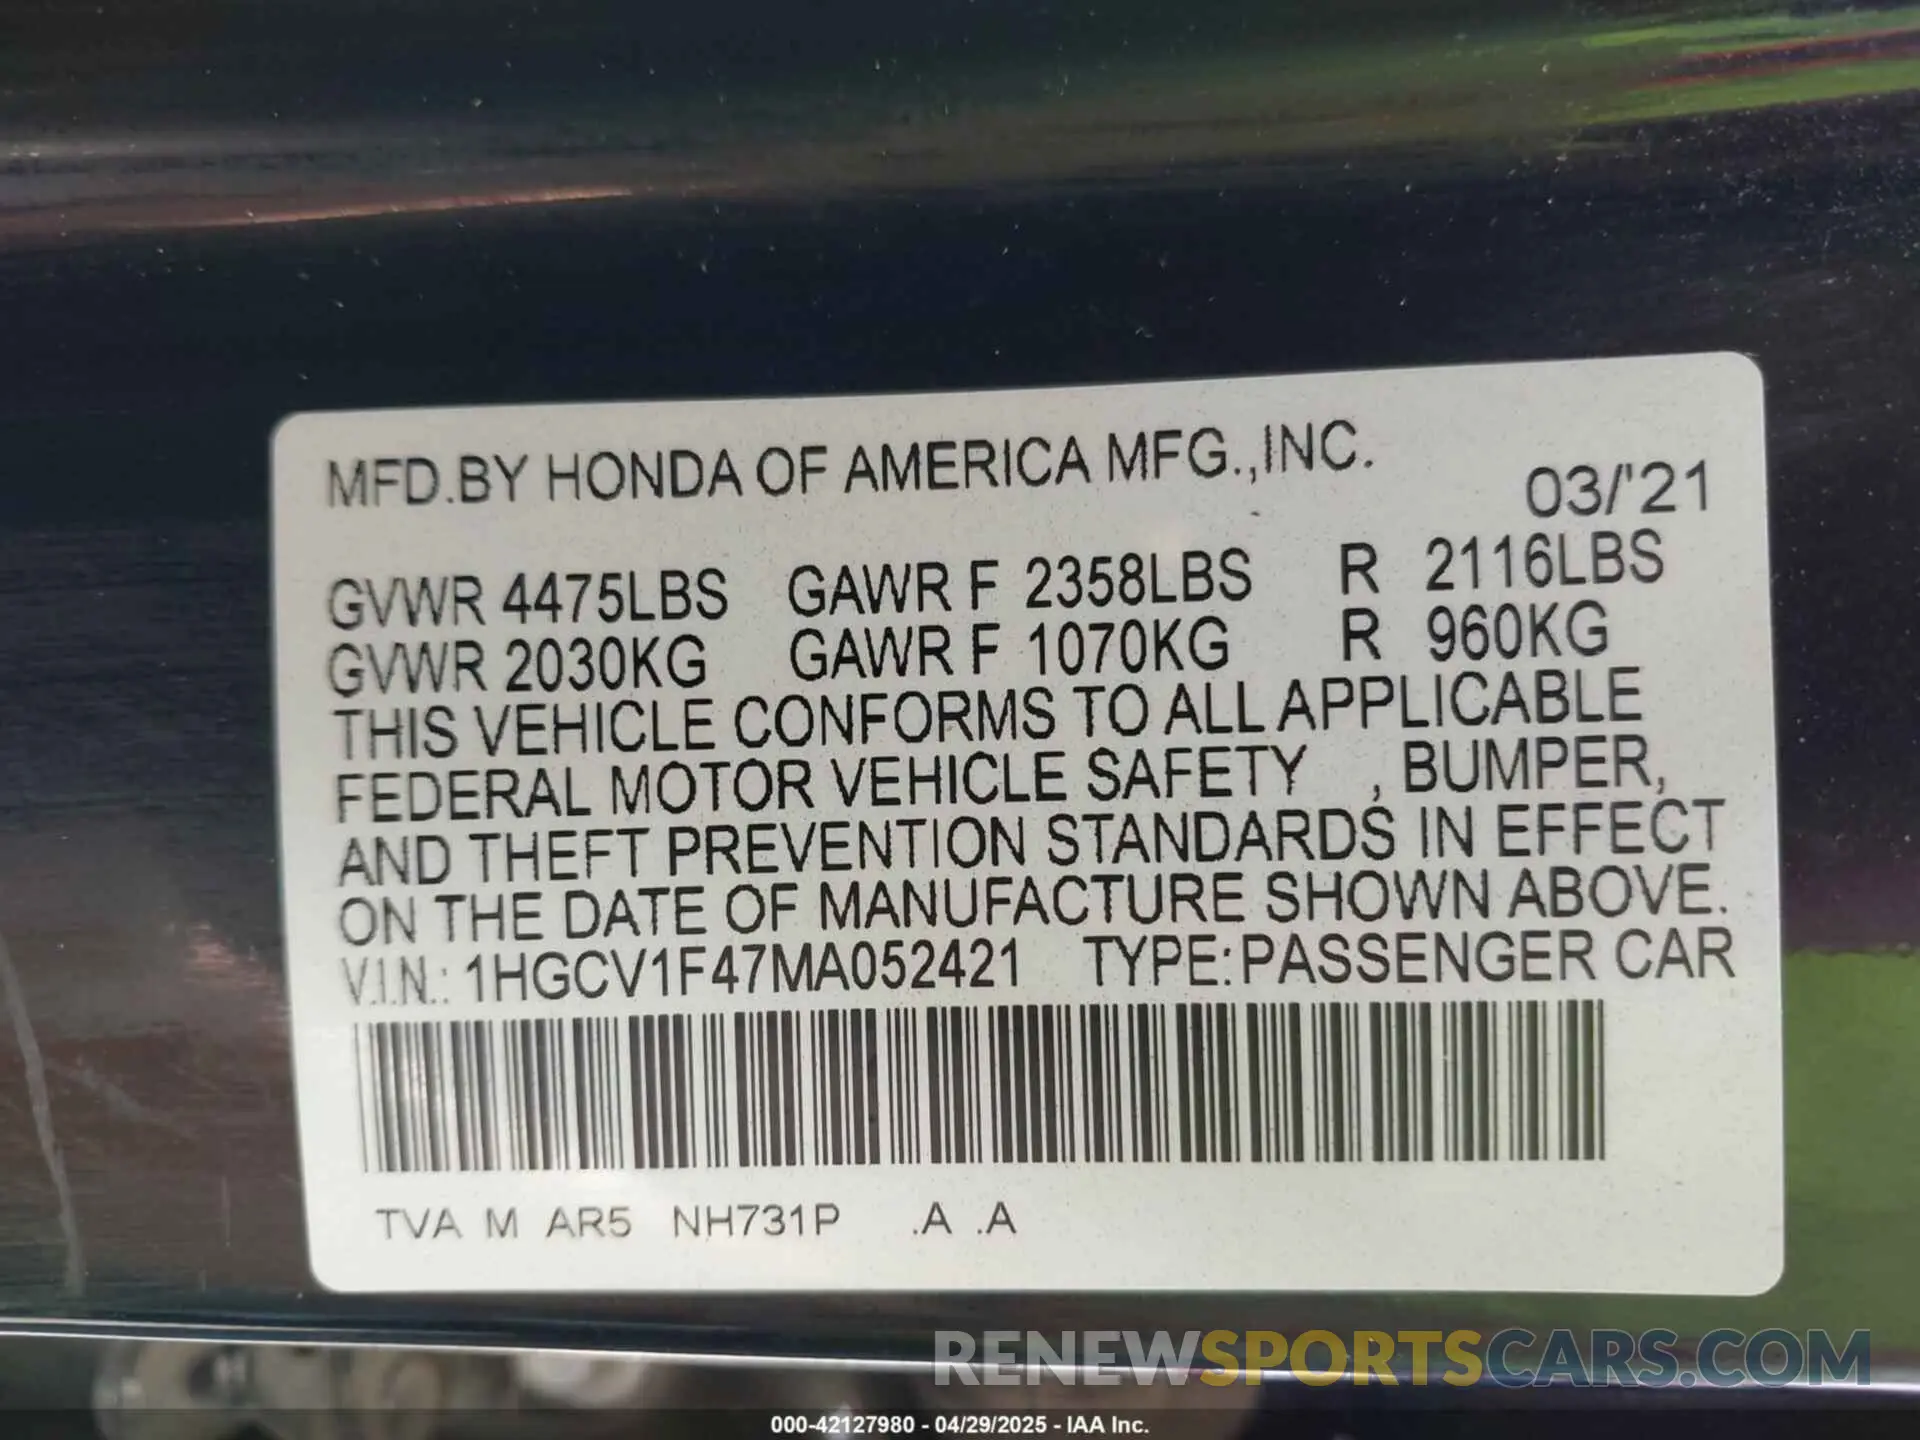 MFD.BY HONDA OF AMERICA MFG.,INC.
03/'21
GVWR 4475LBS GAWR F 2358LBS R 2116LBS
GVWR 2030KG GAWR F 1070KG R 960KG
THIS VEHICLE CONFORMS TO ALL APPLICABLE
FEDERAL MOTOR VEHICLE SAFETY , BUMPER,
AND THEFT PREVENTION STANDARDS IN EFFECT
ON THE DATE OF MANUFACTURE SHOWN ABOVE.
V.I.N.: 1HGCV1F47MA052421 TYPE:PASSENGER CAR
TVA M AR5 NH731P .A .A
RENEWSPORTSCARS.COM
000-42127980 - 04/29/2025 - IAA Inc.